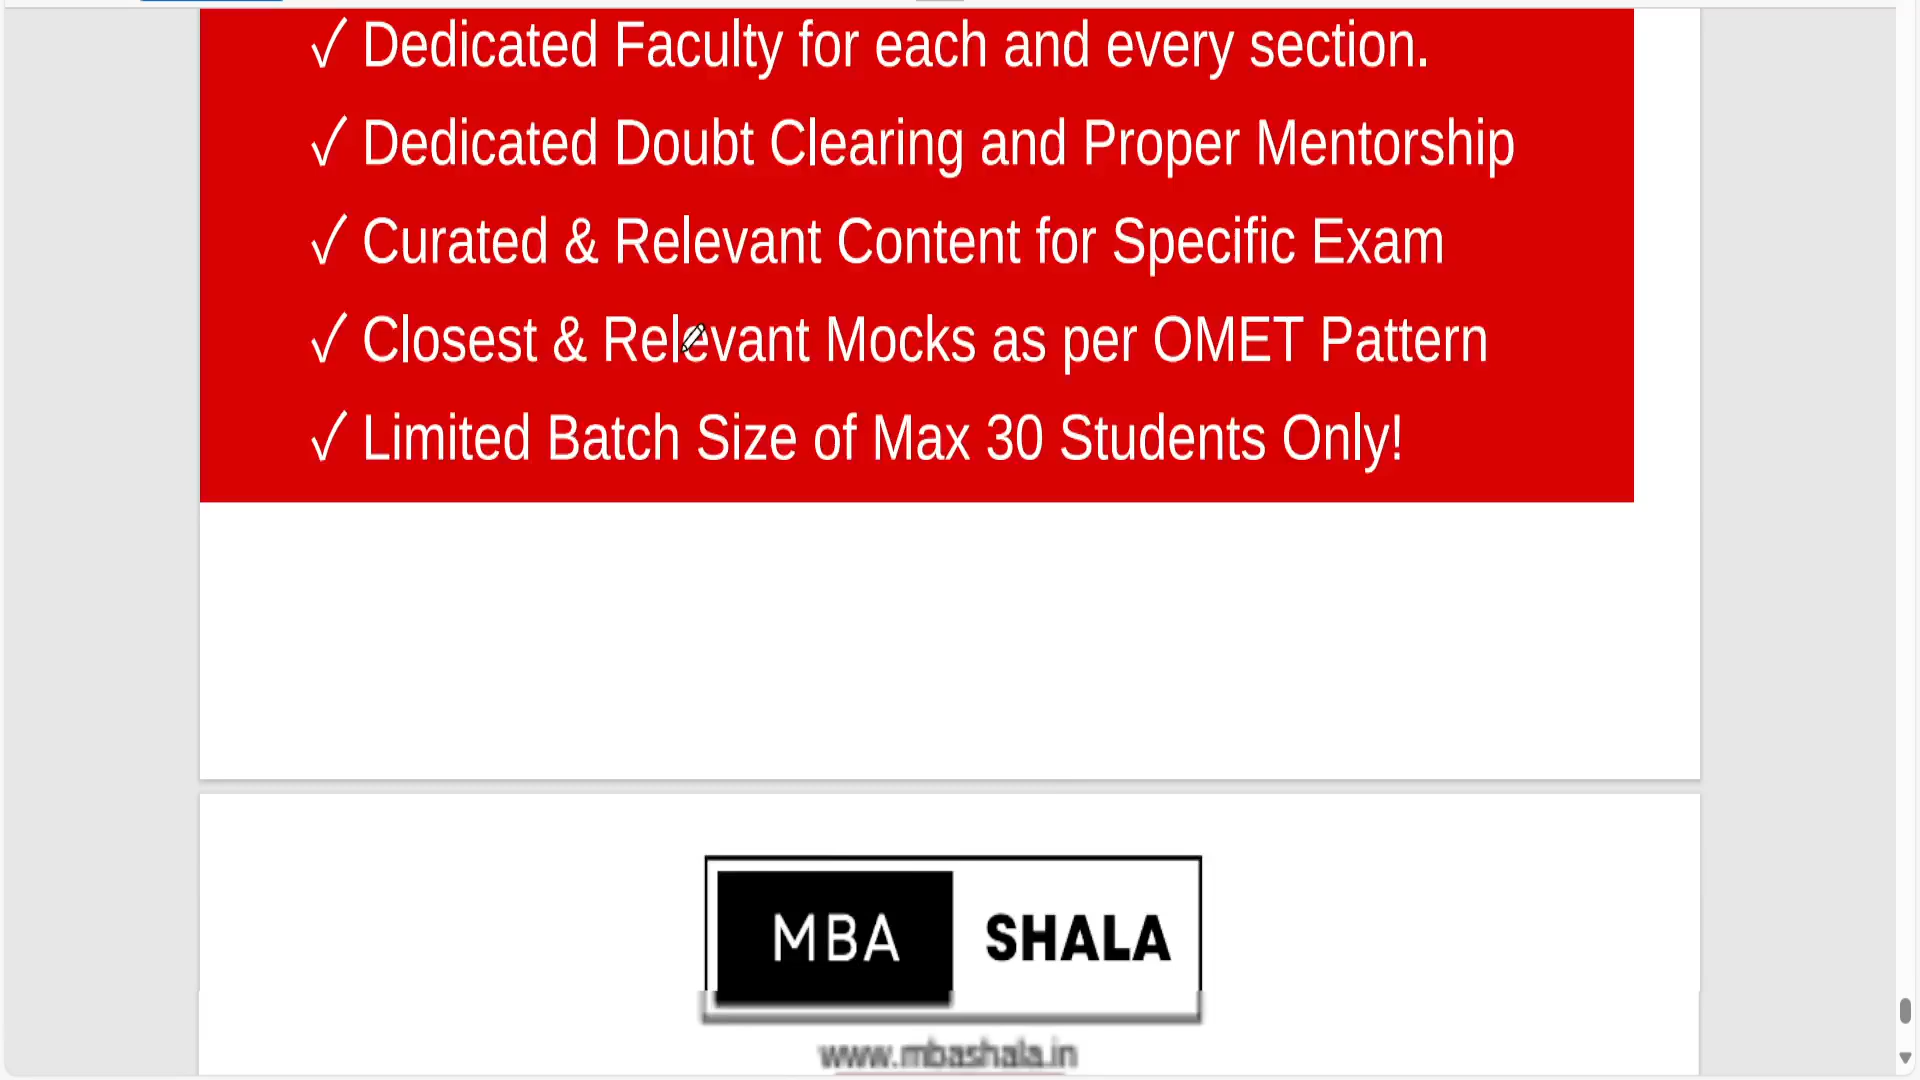 ✓ Dedicated Faculty for each and every section.
✓ Dedicated Doubt Clearing and Proper Mentorship
✓ Curated & Relevant Content for Specific Exam
✓ Closest & Relevant Mocks as per OMET Pattern
✓ Limited Batch Size of Max 30 Students Only!
MBA SHALA
www.mbashala.in